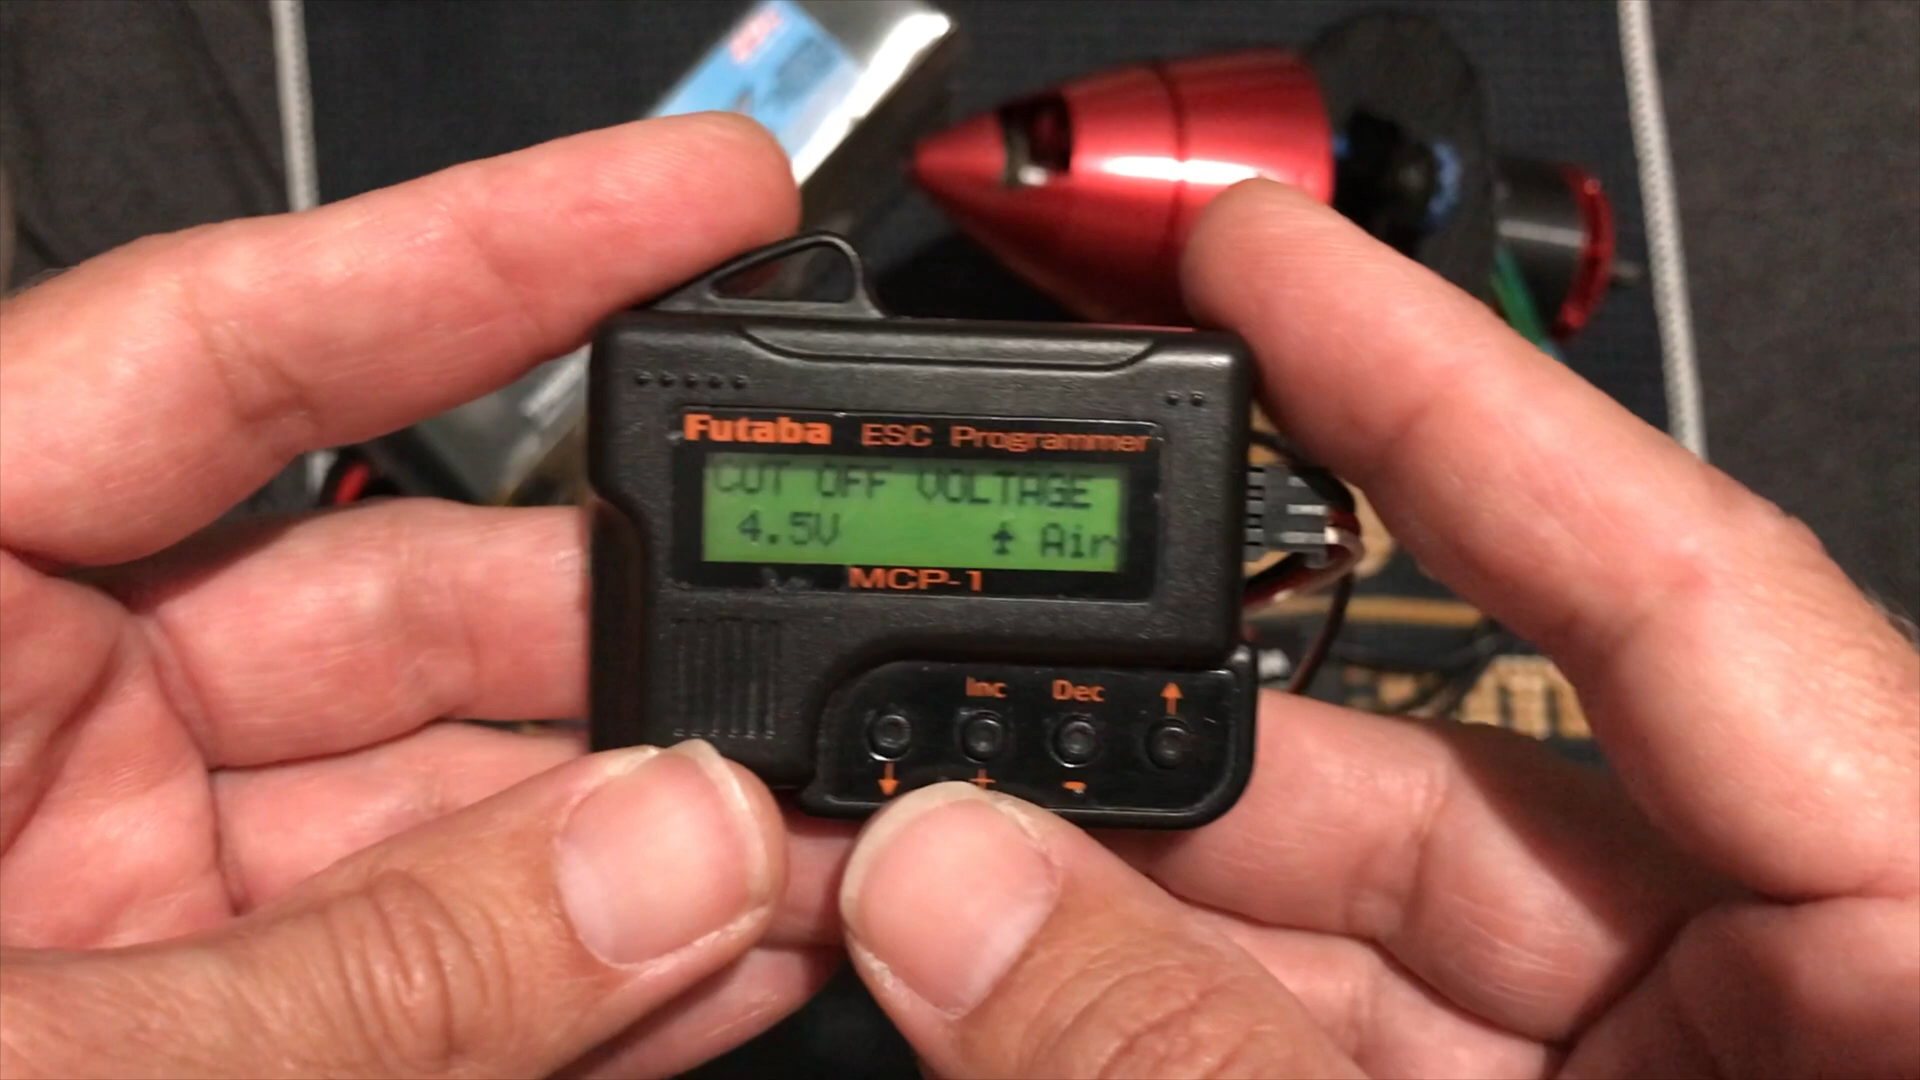 Futaba ESC Programmer
CUT OFF VOLTAGE
4.5V Air
MCP-1
Inc Dec ↑
↓ + -